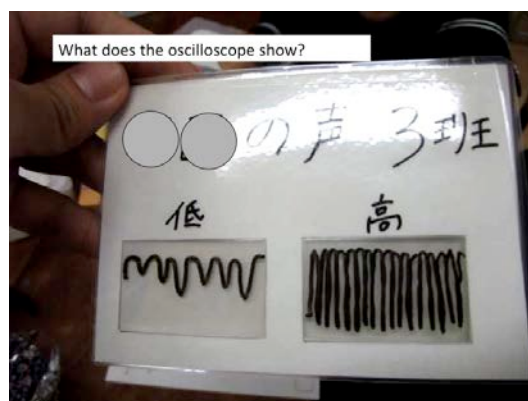 What does the oscilloscope show?
の声 3班
低 高